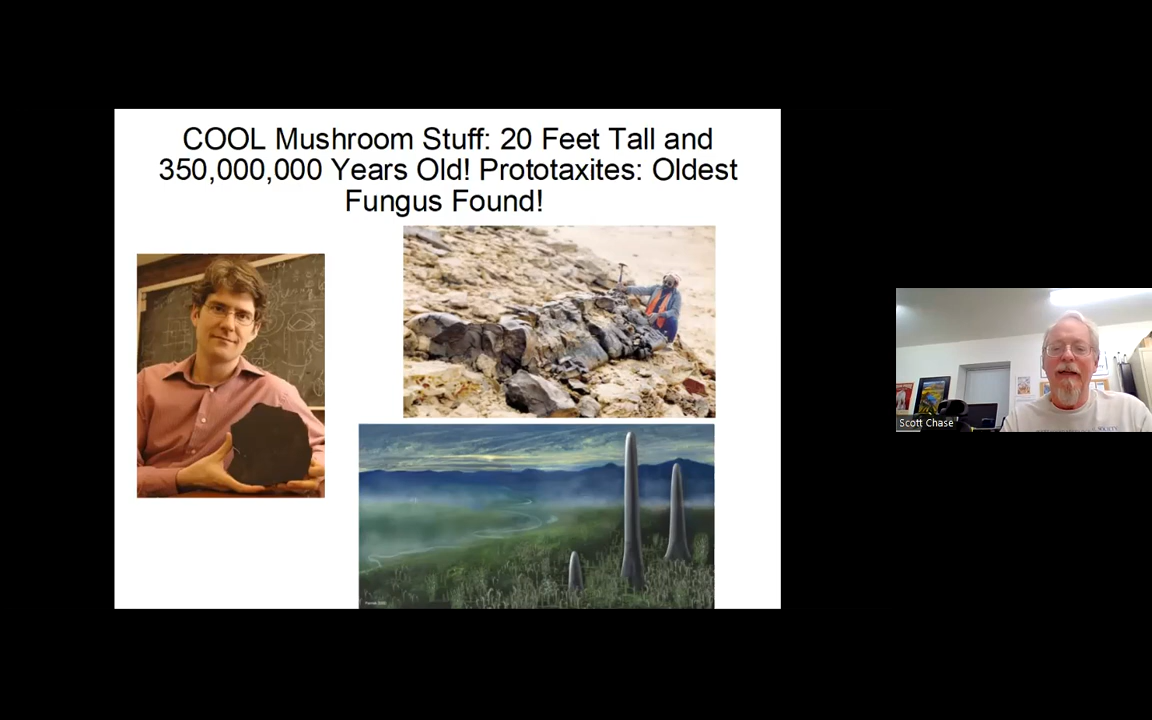 COOL Mushroom Stuff: 20 Feet Tall and
350,000,000 Years Old! Prototaxites: Oldest
Fungus Found!
Scott Chase